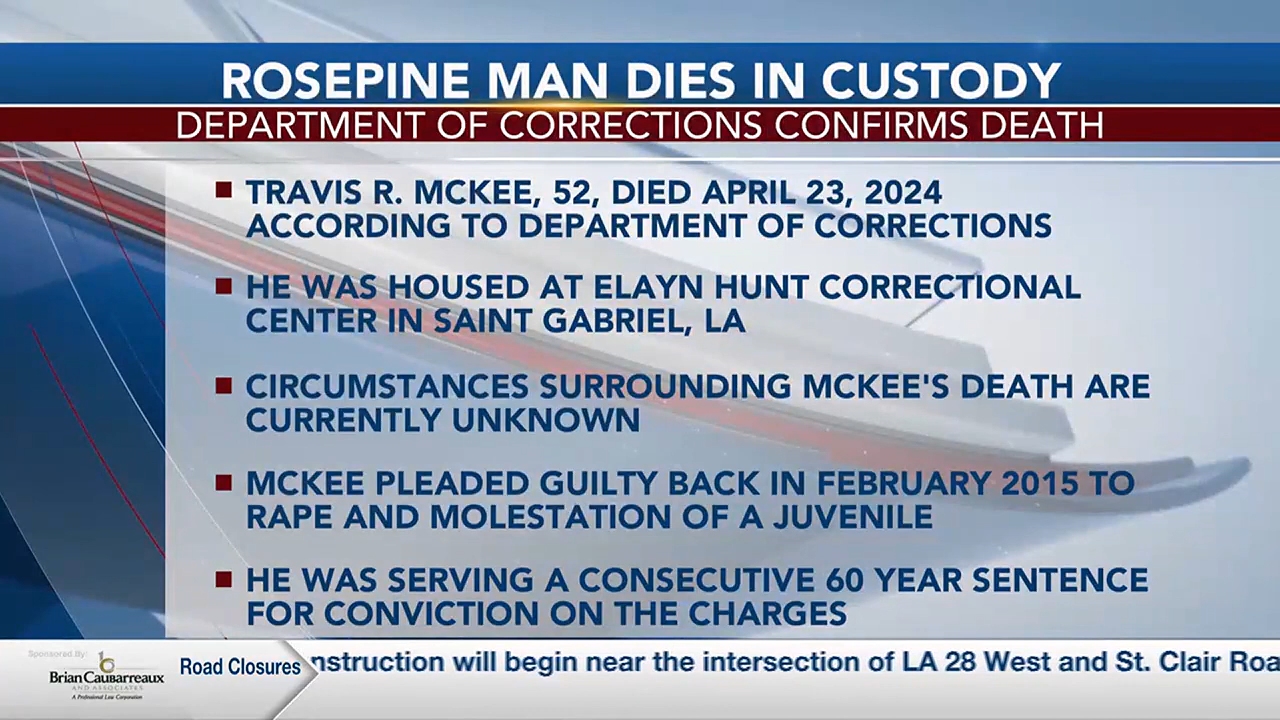 ROSEPINE MAN DIES IN CUSTODY
DEPARTMENT OF CORRECTIONS CONFIRMS DEATH
TRAVIS R. MCKEE, 52, DIED APRIL 23, 2024
ACCORDING TO DEPARTMENT OF CORRECTIONS
HE WAS HOUSED AT ELAYN HUNT CORRECTIONAL
CENTER IN SAINT GABRIEL, LA
CIRCUMSTANCES SURROUNDING MCKEE'S DEATH ARE
CURRENTLY UNKNOWN
MCKEE PLEADED GUILTY BACK IN FEBRUARY 2015 TO
RAPE AND MOLESTATION OF A JUVENILE
HE WAS SERVING A CONSECUTIVE 60 YEAR SENTENCE
FOR CONVICTION ON THE CHARGES
Sponsored By:
BRIAN CAUBARREAUX
AND ASSOCIATES
A Professional Law Corporation
Road Closures
nstruction will begin near the intersection of LA 28 West and St. Clair Roa